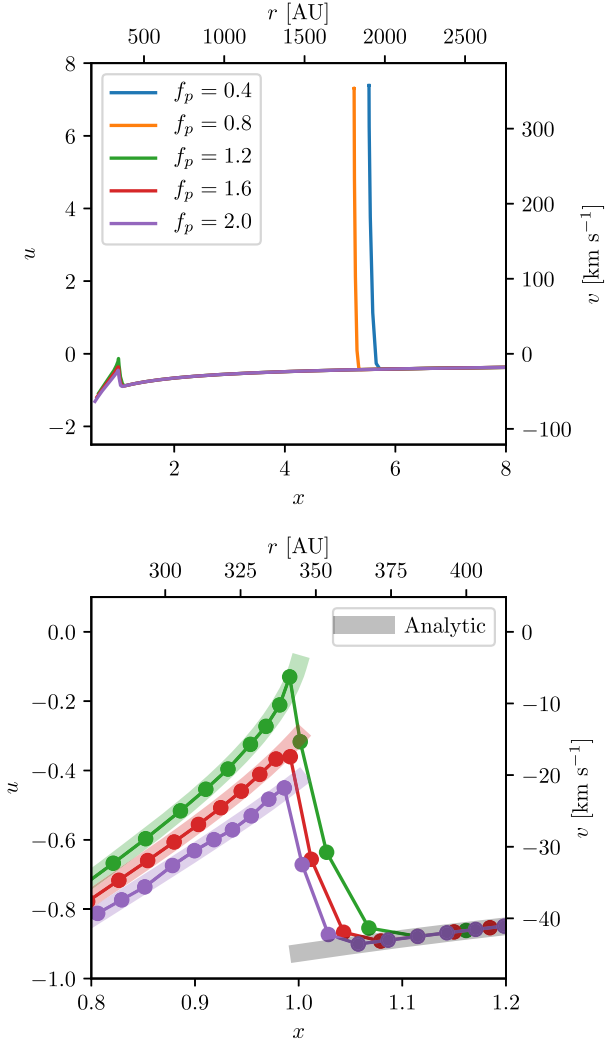 r [AU]
350 1000 1750 2500
8
6
4
2
0
−2
u
f_p = 0.4
f_p = 0.8
f_p = 1.2
f_p = 1.6
f_p = 2.0
300
200
100
0
−100
v [km s⁻¹]
2 4 6 8
x
r [AU]
300 325 350 375 400
0.0
−0.2
−0.4
−0.6
−0.8
−1.0
u
Analytic
0
−10
−20
−30
−40
v [km s⁻¹]
0.8 0.9 1.0 1.1 1.2
x